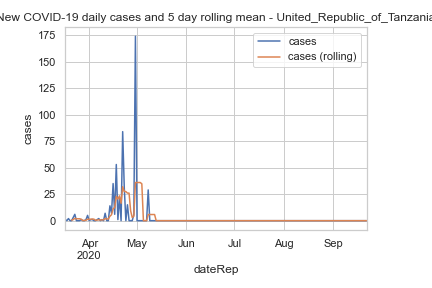 New COVID-19 daily cases and 5 day rolling mean - United_Republic_of_Tanzania
cases
cases (rolling)
cases
175
150
125
100
75
50
25
0
Apr
2020
May
Jun
Jul
Aug
Sep
dateRep